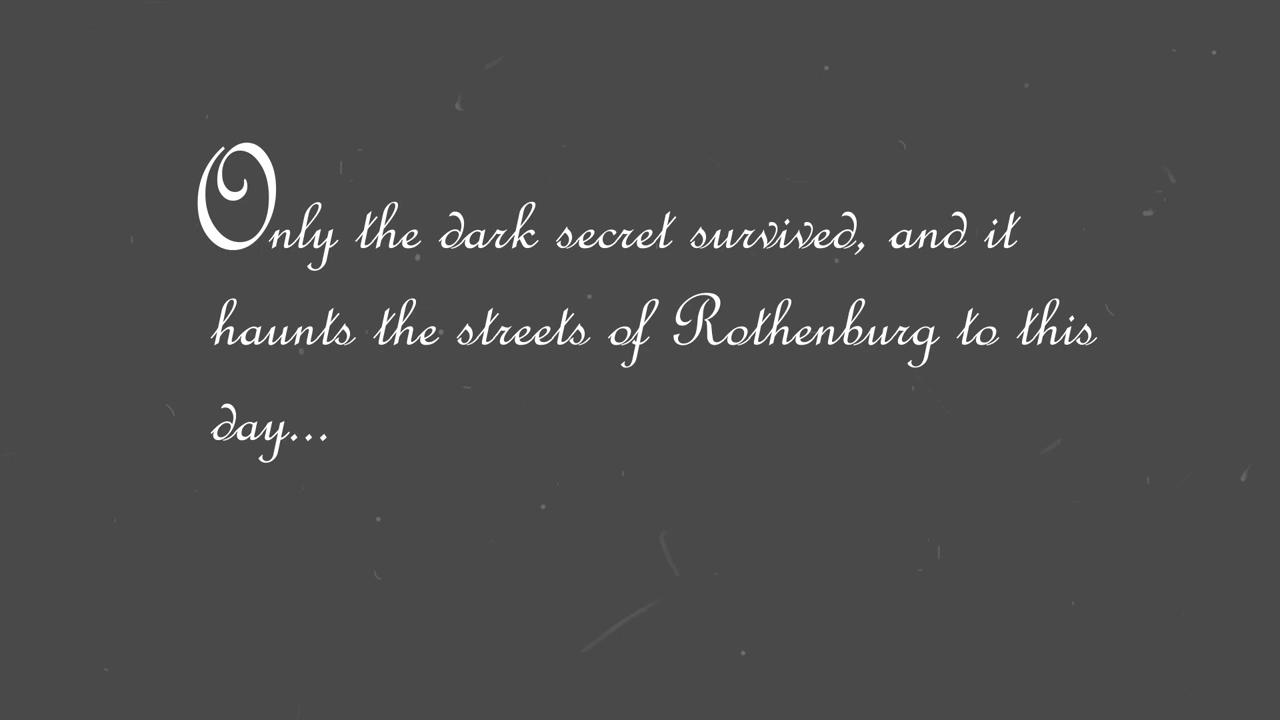 Only the dark secret survived, and it
haunts the streets of Rothenburg to this
day...